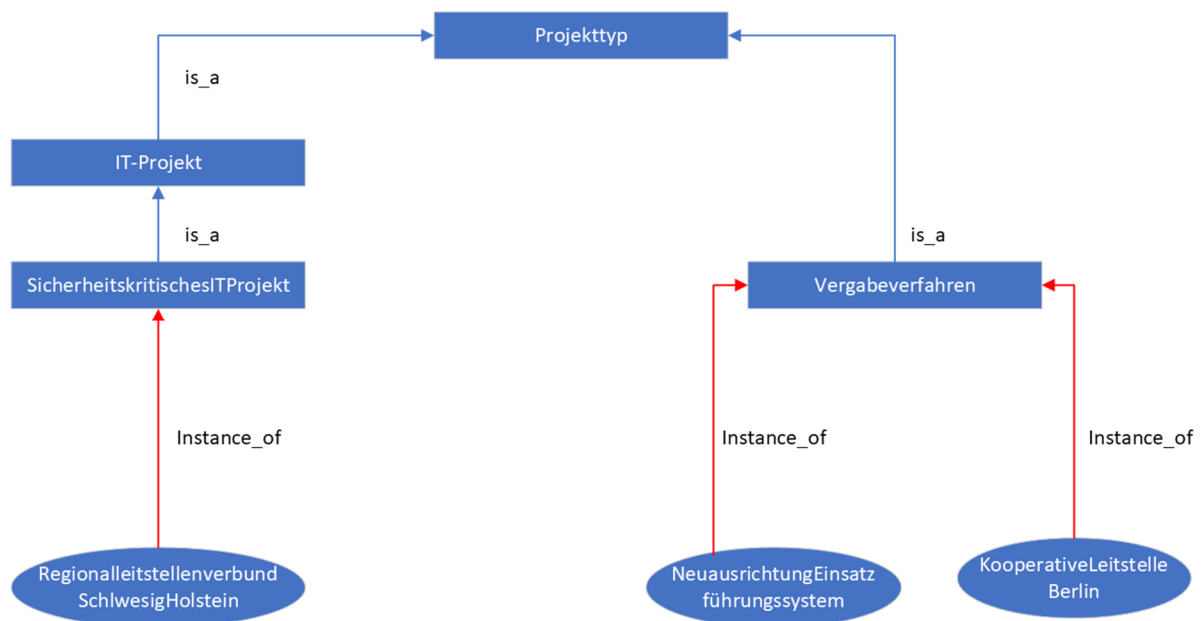 Projekttyp
is_a
IT-Projekt
is_a
is_a
SicherheitskritischesITProjekt
Vergabeverfahren
Instance_of
Instance_of
Instance_of
Regionalleitstellenverbund
SchlwesigHolstein
NeuausrichtungEinsatz
führungssystem
KooperativeLeitstelle
Berlin